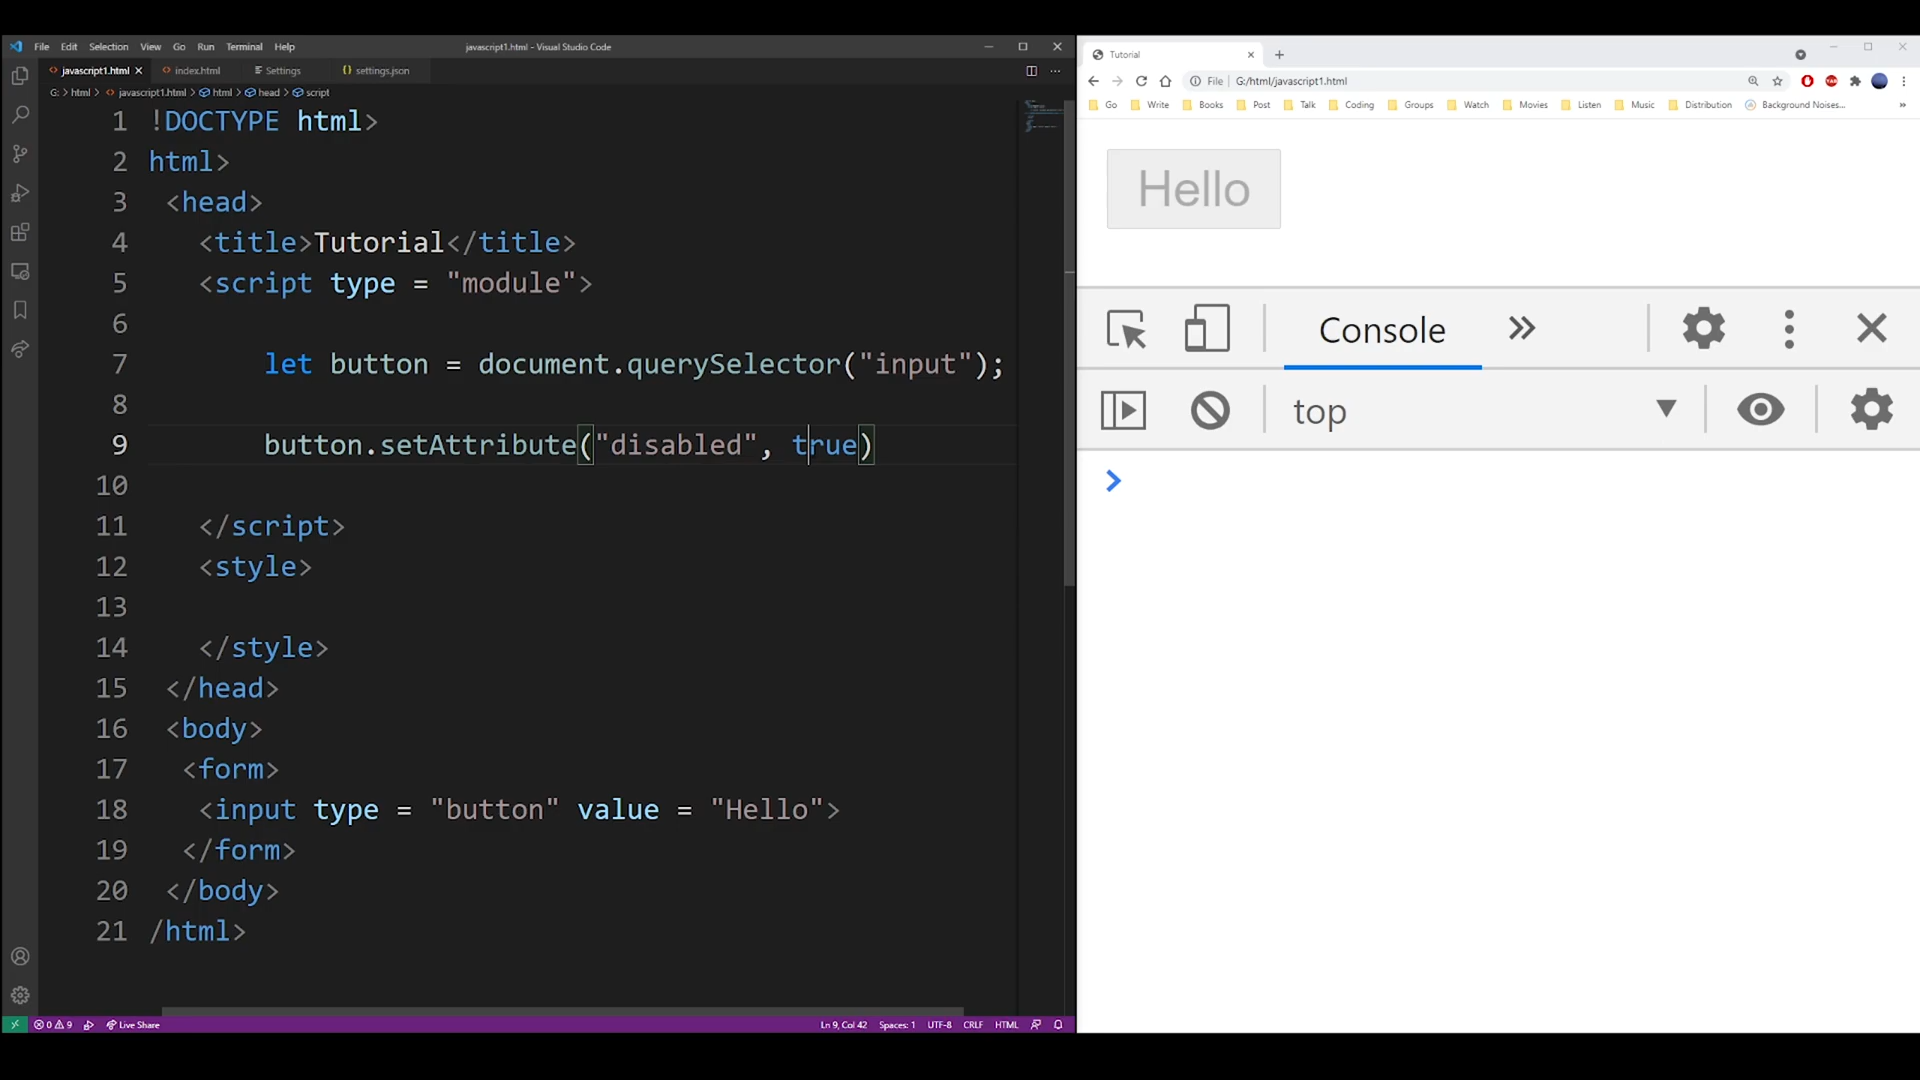 File Edit Selection View Go Run Terminal Help
javascript1.html - Visual Studio Code
javascript1.html index.html Settings settings.json
G: > html > javascript1.html > html > head > script
1 !DOCTYPE html>
2 html>
3 <head>
4 <title>Tutorial</title>
5 <script type = "module">
6
7 let button = document.querySelector("input");
8
9 button.setAttribute("disabled", true)
10
11 </script>
12 <style>
13
14 </style>
15 </head>
16 <body>
17 <form>
18 <input type = "button" value = "Hello">
19 </form>
20 </body>
21 /html>
0 9 Live Share
Ln 9, Col 42 Spaces: 1 UTF-8 CRLF HTML
Tutorial
File G:/html/javascript1.html
Go Write Books Post Talk Coding Groups Watch Movies Listen Music Distribution Background Noises...
Hello
Console
top